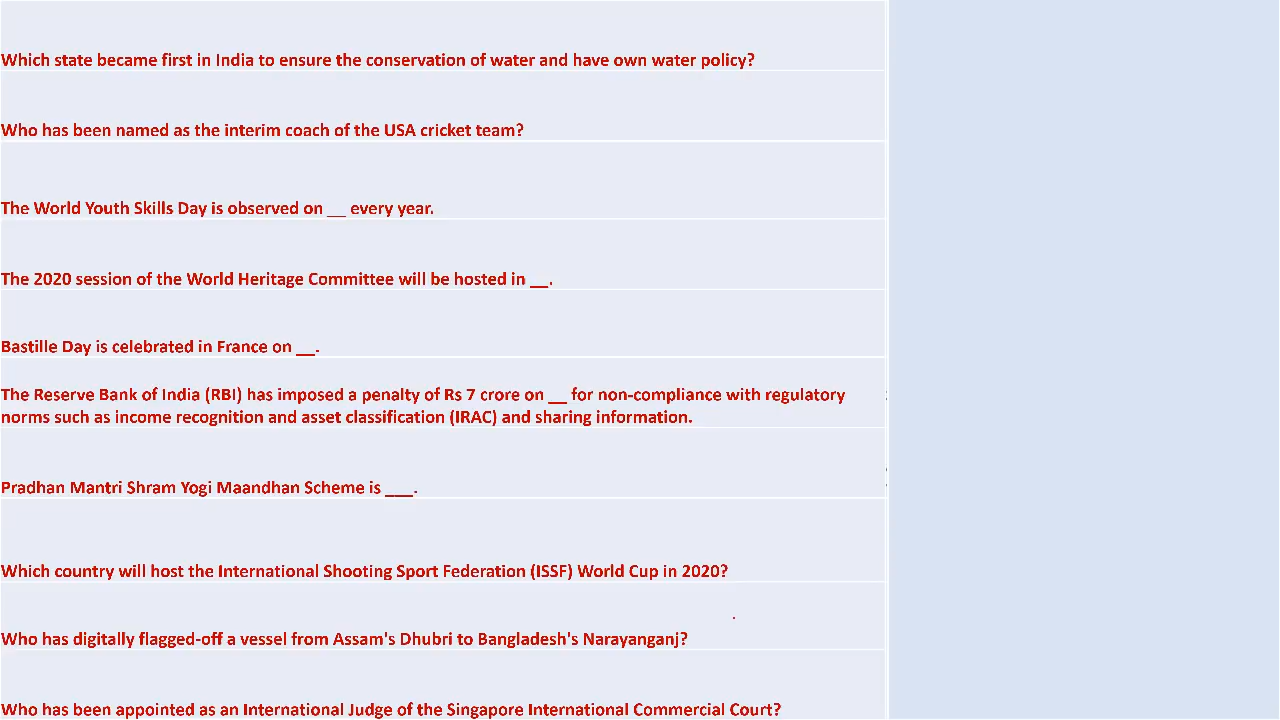 Which state became first in India to ensure the conservation of water and have own water policy?
Who has been named as the interim coach of the USA cricket team?
The World Youth Skills Day is observed on __ every year.
The 2020 session of the World Heritage Committee will be hosted in __.
Bastille Day is celebrated in France on __.
The Reserve Bank of India (RBI) has imposed a penalty of Rs 7 crore on __ for non-compliance with regulatory
norms such as income recognition and asset classification (IRAC) and sharing information.
Pradhan Mantri Shram Yogi Maandhan Scheme is ___.
Which country will host the International Shooting Sport Federation (ISSF) World Cup in 2020?
Who has digitally flagged-off a vessel from Assam's Dhubri to Bangladesh's Narayanganj?
Who has been appointed as an International Judge of the Singapore International Commercial Court?